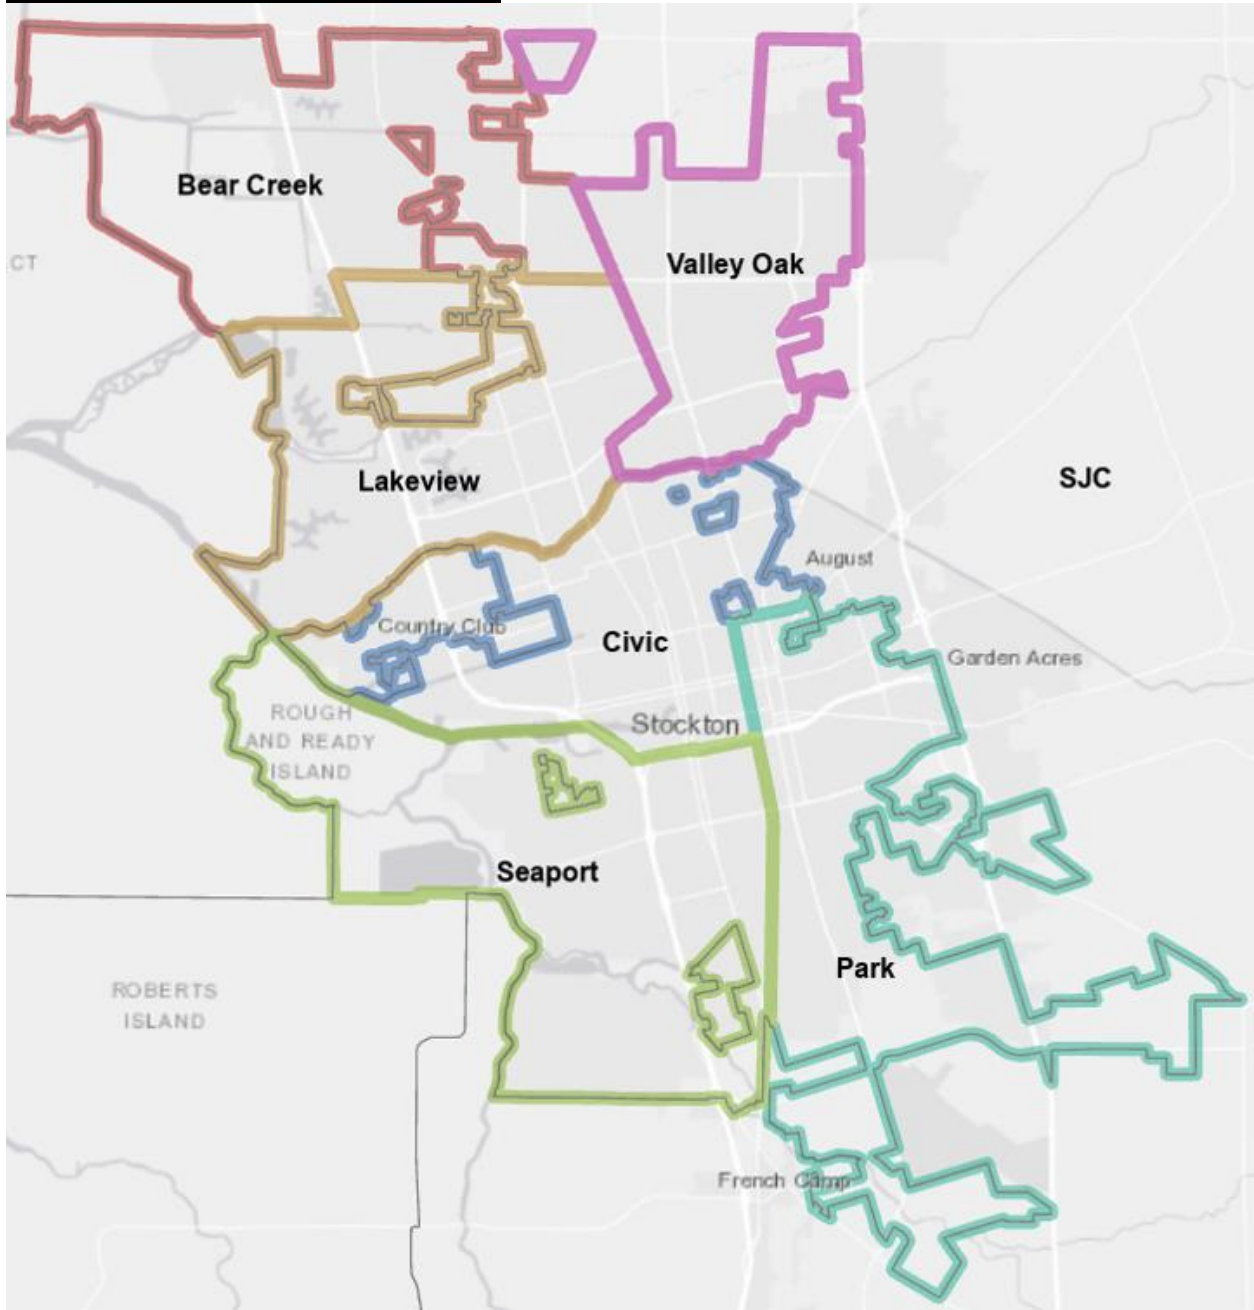 Bear Creek
CT
Valley Oak
Lakeview
SJC
August
Country Club
Civic
Garden Acres
ROUGH
AND READY
ISLAND
Stockton
Seaport
Park
ROBERTS
ISLAND
French Camp